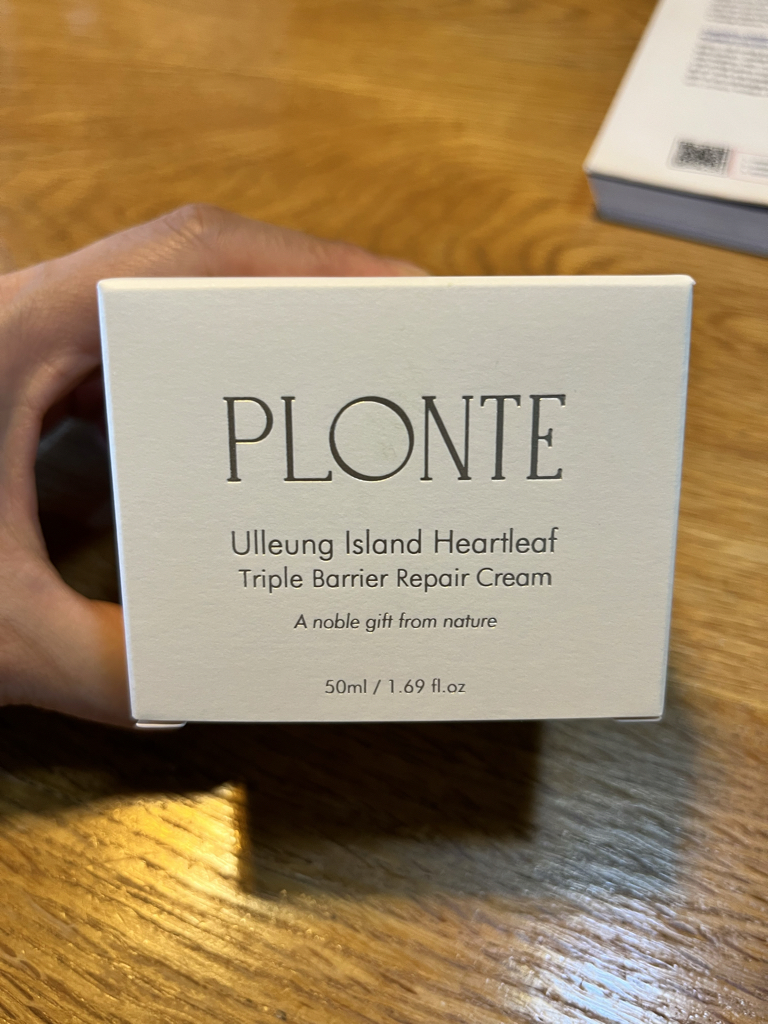 PLONTE
Ulleung Island Heartleaf
Triple Barrier Repair Cream
A noble gift from nature
50ml / 1.69 fl.oz